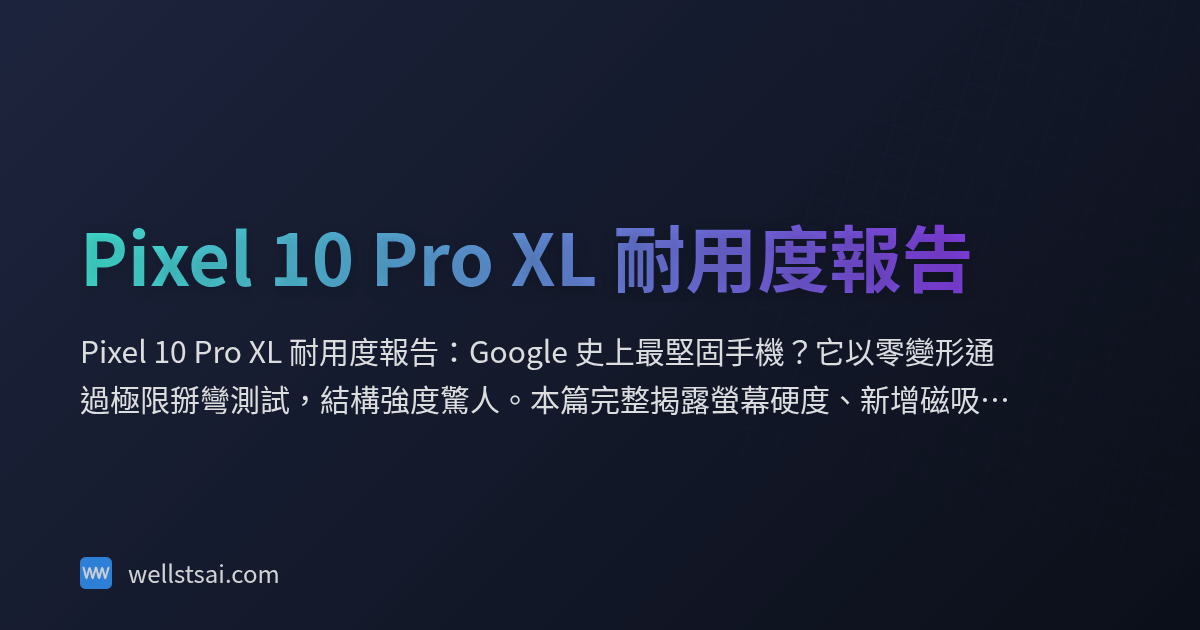 Pixel 10 Pro XL 耐用度報告
Pixel 10 Pro XL 耐用度報告：Google 史上最堅固手機？它以零變形通
過極限掰彎測試，結構強度驚人。本篇完整揭露螢幕硬度、新增磁吸…
wellstsai.com